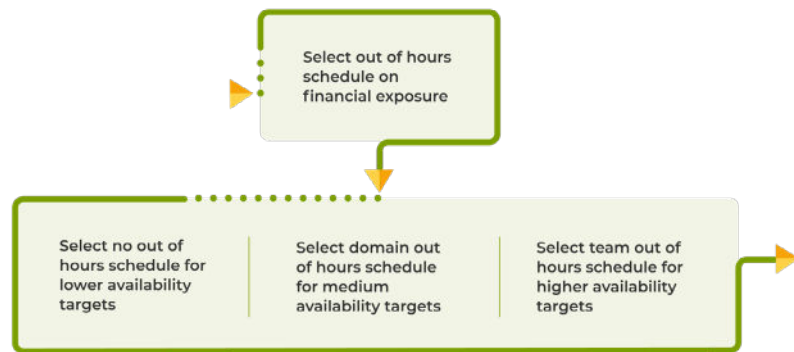 Select out of hours
schedule on
financial exposure
Select no out of
hours schedule for
lower availability
targets
Select domain out
of hours schedule
for medium
availability targets
Select team out of
hours schedule for
higher availability
targets